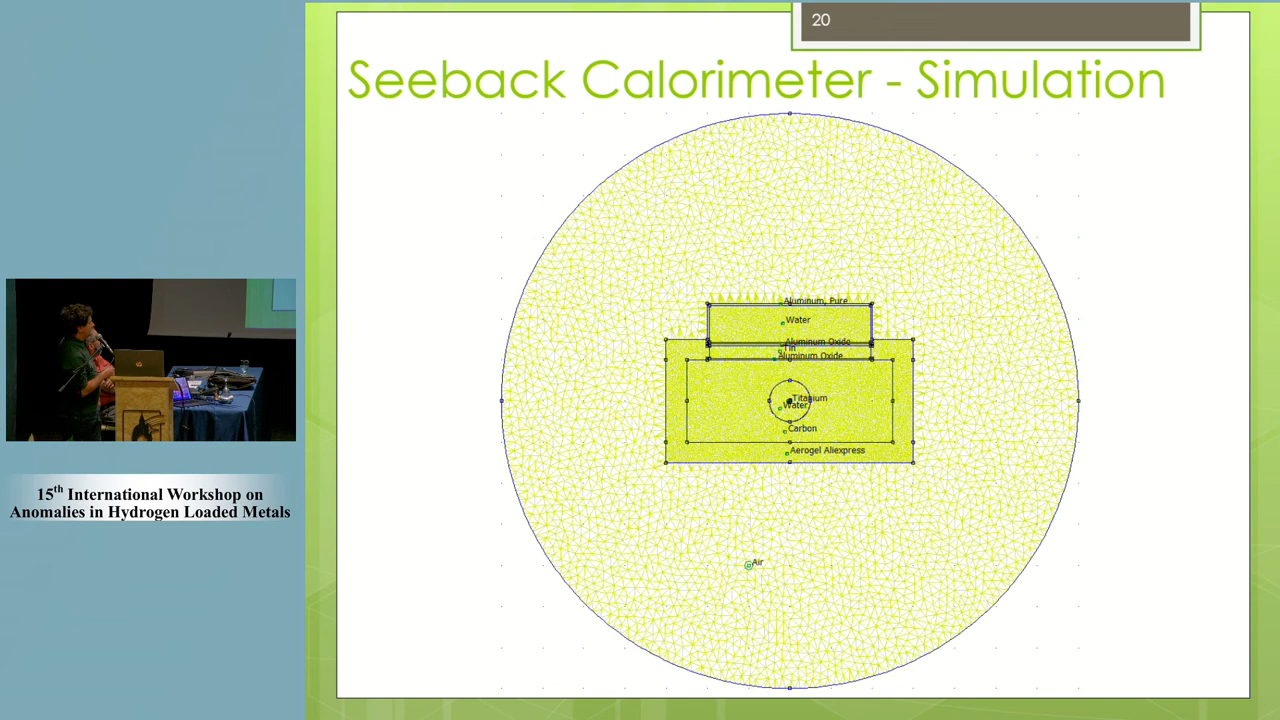 20
Seeback Calorimeter - Simulation
Aluminum, Pure
Water
Aluminum Oxide
Tin
Aluminum Oxide
Titanium
Water
Carbon
Aerogel Aliexpress
Air
15th International Workshop on
Anomalies in Hydrogen Loaded Metals